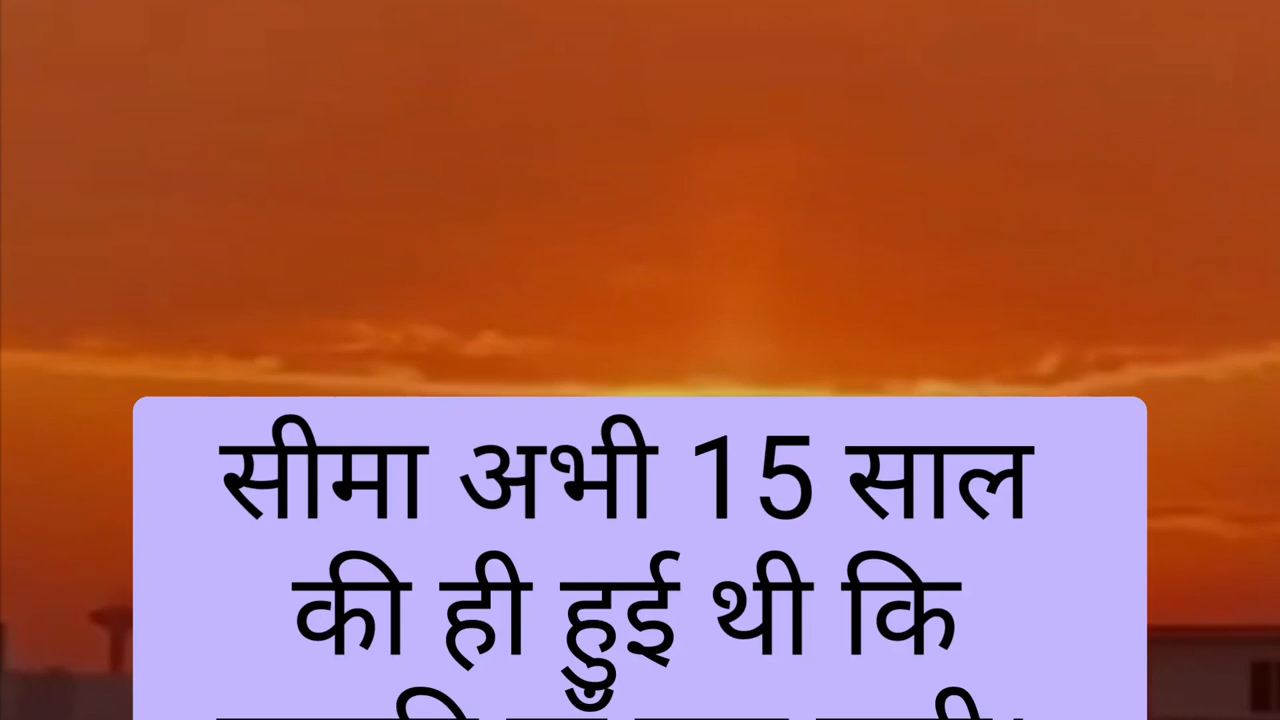 सीमा अभी 15 साल
की ही हुई थी कि